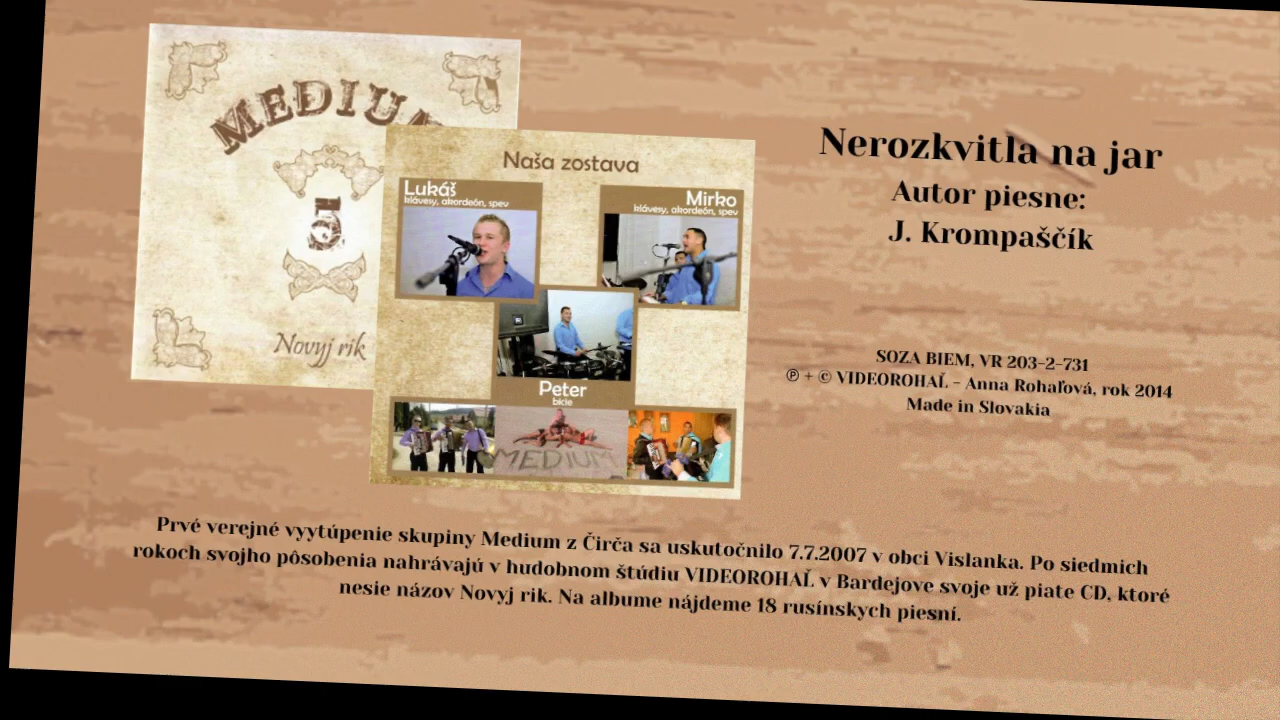 MEDIUM
5
Novyj rik
Naša zostava
Lukáš
klávesy, akordeón, spev
Mirko
klávesy, akordeón, spev
Peter
bicie
MEDIUM
Nerozkvitla na jar
Autor piesne:
J. Krompaščík
SOZA BIEM, VR 203-2-731
℗ + © VIDEOROHAĽ - Anna Rohaľová, rok 2014
Made in Slovakia
Prvé verejné vyytúpenie skupiny Medium z Čirča sa uskutočnilo 7.7.2007 v obci Vislanka. Po siedmich
rokoch svojho pôsobenia nahrávajú v hudobnom štúdiu VIDEOROHAĽ v Bardejove svoje už piate CD, ktoré
nesie názov Novyj rik. Na albume nájdeme 18 rusínskych piesní.